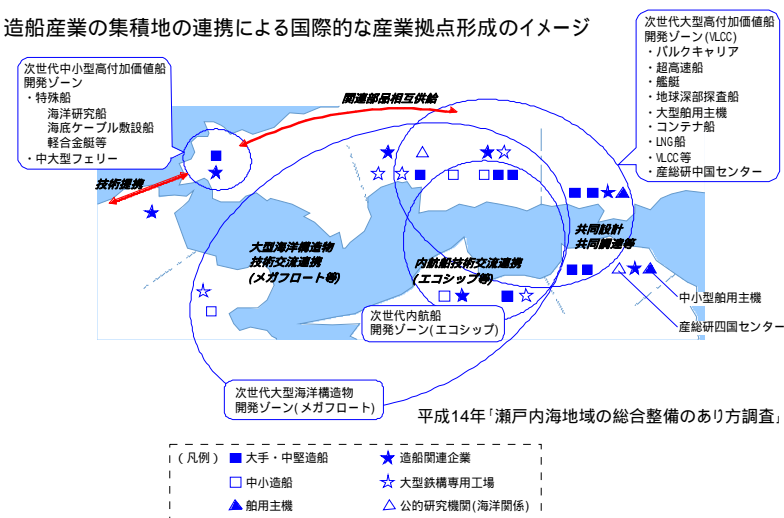 造船産業の集積地の連携による国際的な産業拠点形成のイメージ
次世代中小型高付加価値船
開発ゾーン
・特殊船
海洋研究船
海底ケーブル敷設船
軽合金艇等
・中大型フェリー
次世代大型高付加価値船
開発ゾーン(VLCC)
・バルクキャリア
・超高速船
・艦艇
・地球深部探査船
・大型舶用主機
・コンテナ船
・LNG船
・VLCC等
・産総研中国センター
関連部品相互供給
技術提携
大型海洋構造物
技術交流連携
(メガフロート等)
内航船技術交流連携
(エコシップ等)
共同設計
共同調達等
中小型舶用主機
産総研四国センター
次世代内航船
開発ゾーン(エコシップ)
次世代大型海洋構造物
開発ゾーン(メガフロート)
平成14年「瀬戸内海地域の総合整備のあり方調査」
(凡例) ■ 大手・中堅造船 ★ 造船関連企業
□ 中小造船 ☆ 大型鉄構専用工場
▲ 舶用主機 △ 公的研究機関(海洋関係)